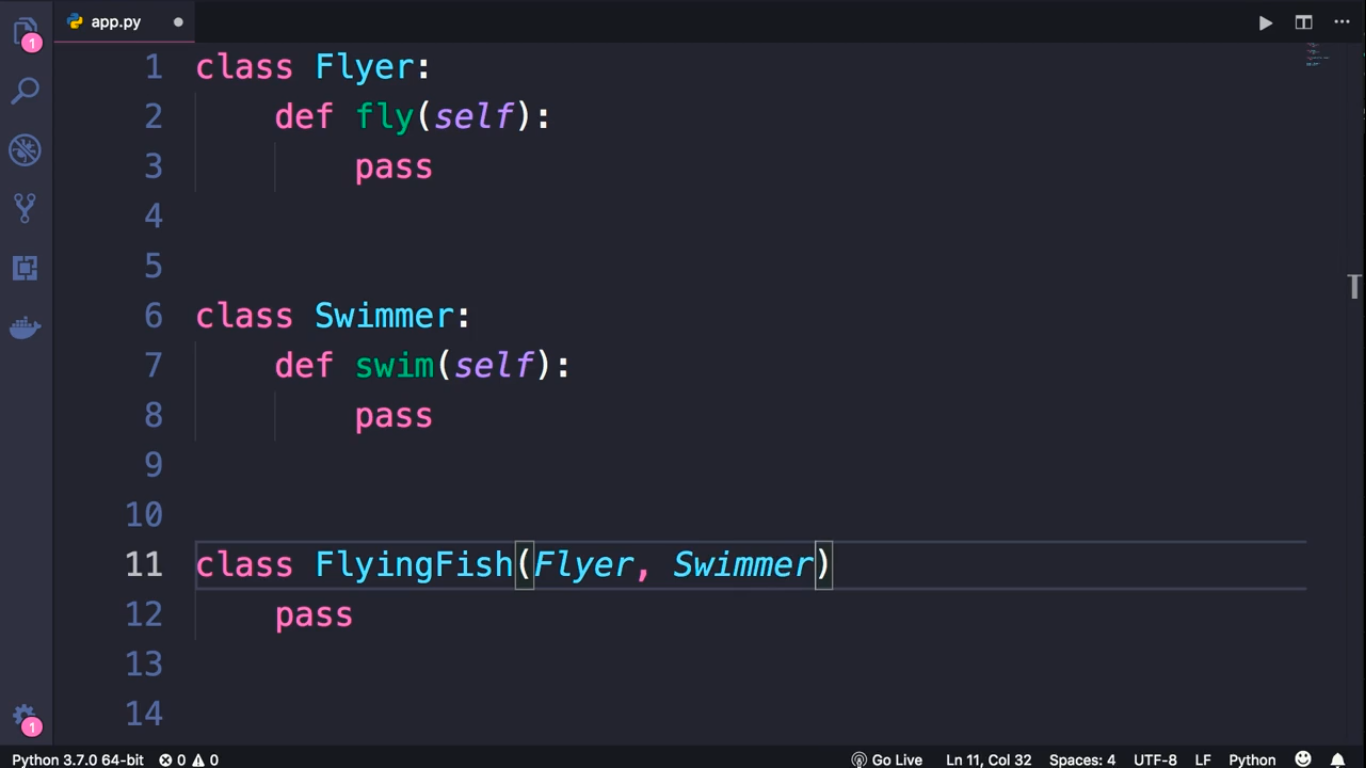 app.py
1 class Flyer:
2     def fly(self):
3         pass
4
5
6 class Swimmer:
7     def swim(self):
8         pass
9
10
11 class FlyingFish(Flyer, Swimmer)
12     pass
13
14
1
1
T
Python 3.7.0 64-bit 0 0 Go Live Ln 11, Col 32 Spaces: 4 UTF-8 LF Python